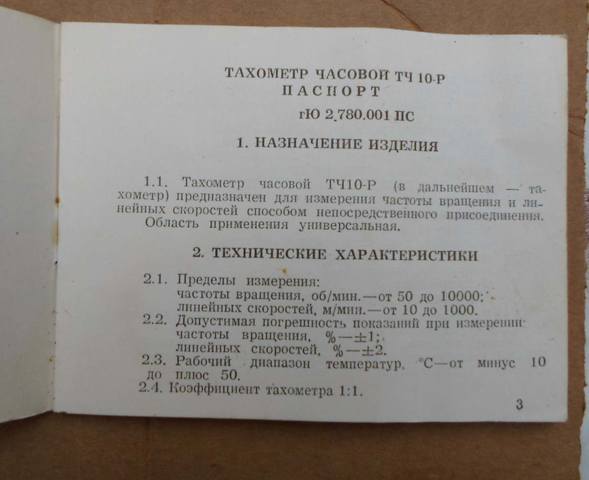 ТАХОМЕТР ЧАСОВОЙ ТЧ 10-Р
ПАСПОРТ
гЮ 2.780.001 ПС
1. НАЗНАЧЕНИЕ ИЗДЕЛИЯ
1.1. Тахометр часовой ТЧ10-Р (в дальнейшем — та-
хометр) предназначен для измерения частоты вращения и ли-
нейных скоростей способом непосредственного присоединения.
Область применения универсальная.
2. ТЕХНИЧЕСКИЕ ХАРАКТЕРИСТИКИ
2.1. Пределы измерения:
частоты вращения, об/мин.—от 50 до 10000;
линейных скоростей, м/мин.—от 10 до 1000.
2.2. Допустимая погрешность показаний при измерении:
частоты вращения, %—±1;
линейных скоростей, %—±2.
2.3. Рабочий диапазон температур, °С—от минус 10
до плюс 50.
2.4. Коэффициент тахометра 1:1.
3